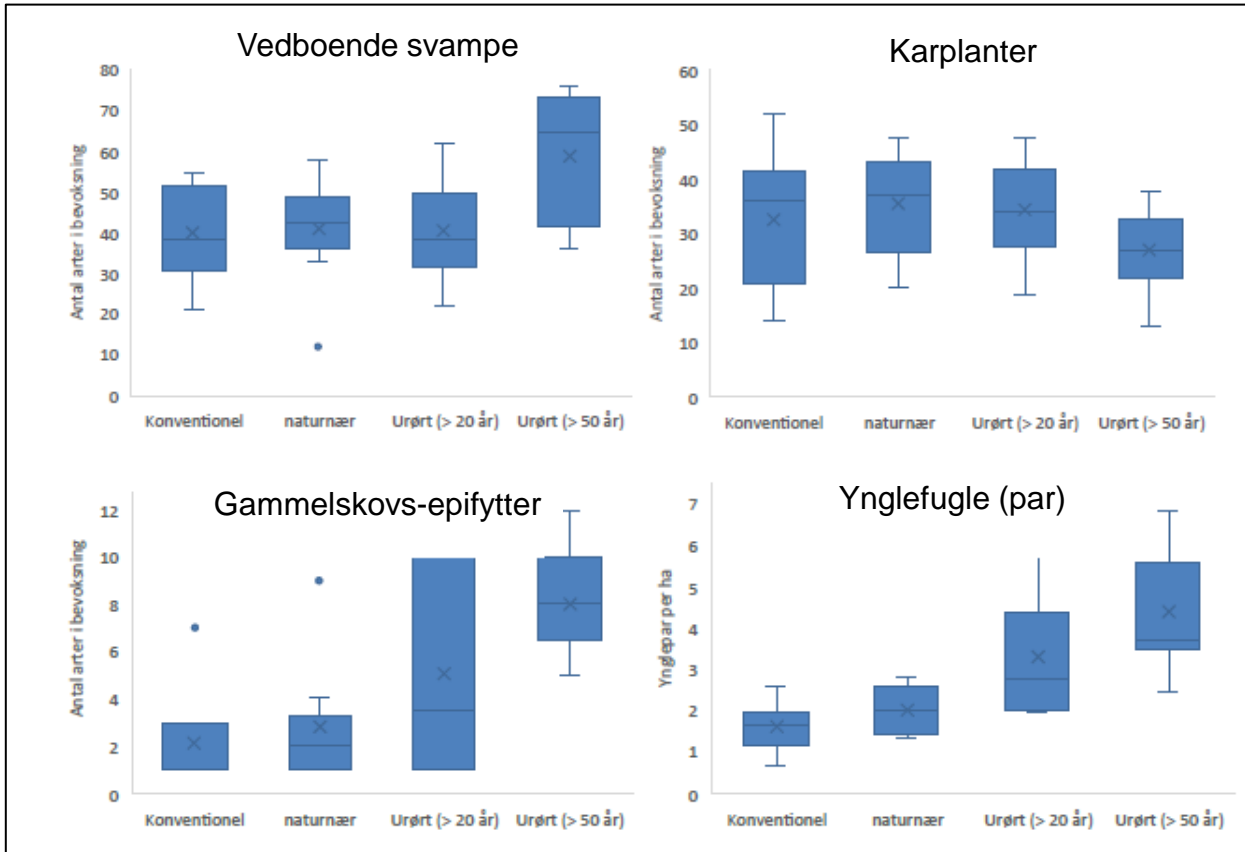 Vedboende svampe
80
70
60
50
40
30
20
10
0
Antal arter i bevoksning
Konventionel naturnær Urørt (> 20 år) Urørt (> 50 år)
Karplanter
60
50
40
30
20
10
0
Antal arter i bevoksning
Konventionel naturnær Urørt (> 20 år) Urørt (> 50 år)
Gammelskovs-epifytter
12
10
8
6
4
2
0
Antal arter i bevoksning
Konventionel naturnær Urørt (> 20 år) Urørt (> 50 år)
Ynglefugle (par)
7
6
5
4
3
2
1
0
Ynglepar per ha
Konventionel naturnær Urørt (> 20 år) Urørt (> 50 år)